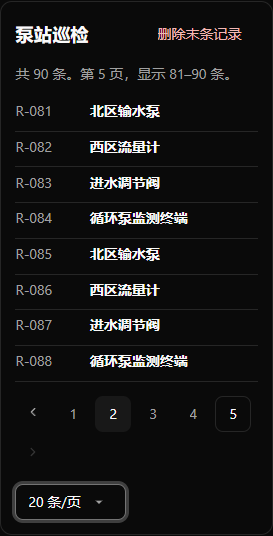 泵站巡检
删除末条记录
共 90 条。第 5 页，显示 81–90 条。
R-081 北区输水泵
R-082 西区流量计
R-083 进水调节阀
R-084 循环泵监测终端
R-085 北区输水泵
R-086 西区流量计
R-087 进水调节阀
R-088 循环泵监测终端
1 2 3 4 5
20 条/页